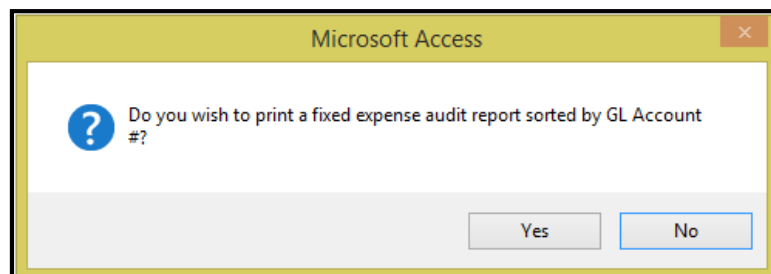 Microsoft Access
Do you wish to print a fixed expense audit report sorted by GL Account
#?
Yes
No